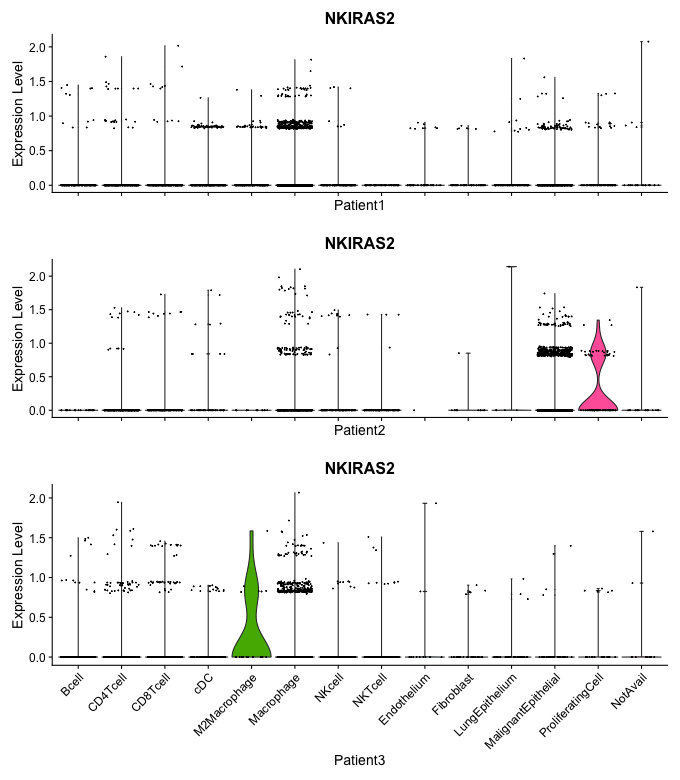 NKIRAS2
Expression Level
2.0
1.5
1.0
0.5
0.0
Patient1
NKIRAS2
Expression Level
2.0
1.5
1.0
0.5
0.0
Patient2
NKIRAS2
Expression Level
2.0
1.5
1.0
0.5
0.0
Bcell
CD4Tcell
CD8Tcell
cDC
M2Macrophage
Macrophage
NKcell
NKTcell
Endothelium
Fibroblast
LungEpithelium
MalignantEpithelial
ProliferatingCell
NotAvail
Patient3